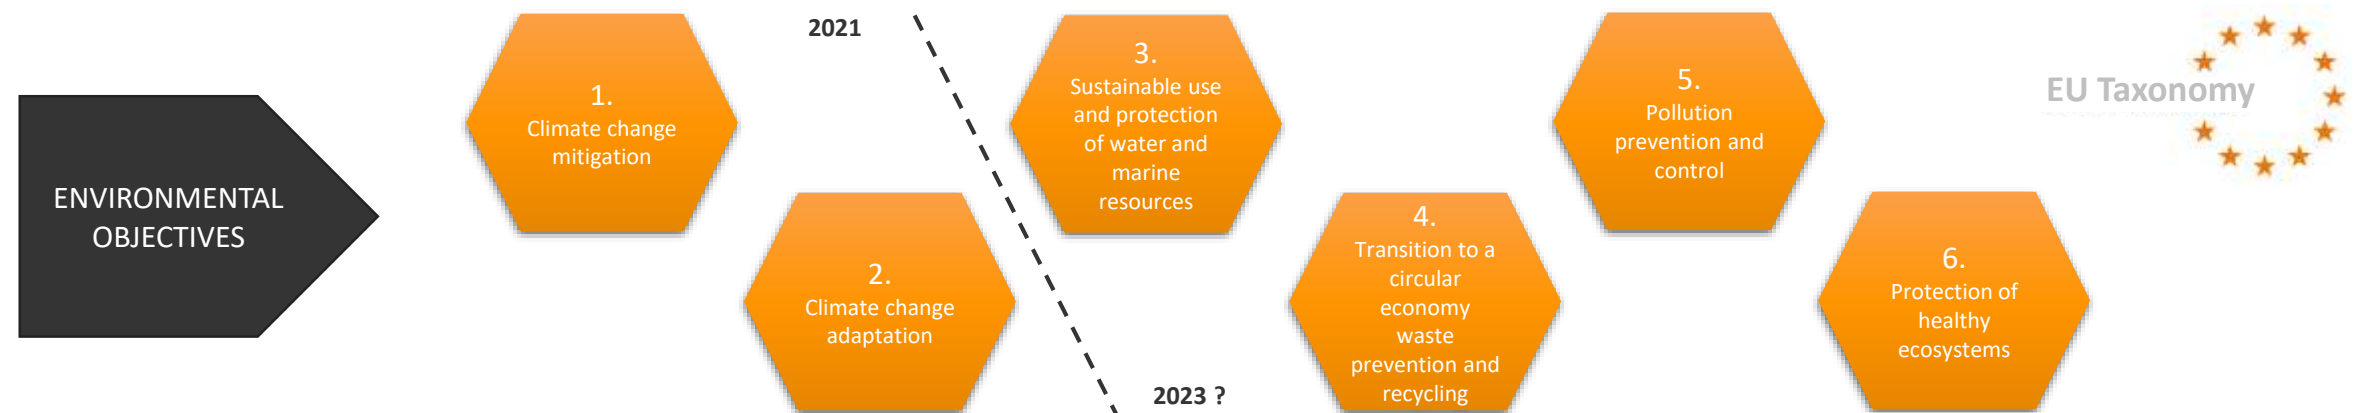 ENVIRONMENTAL
OBJECTIVES
1.
Climate change
mitigation
2.
Climate change
adaptation
2021
2023 ?
3.
Sustainable use
and protection
of water and
marine
resources
4.
Transition to a
circular
economy
waste
prevention and
recycling
5.
Pollution
prevention and
control
6.
Protection of
healthy
ecosystems
EU Taxonomy